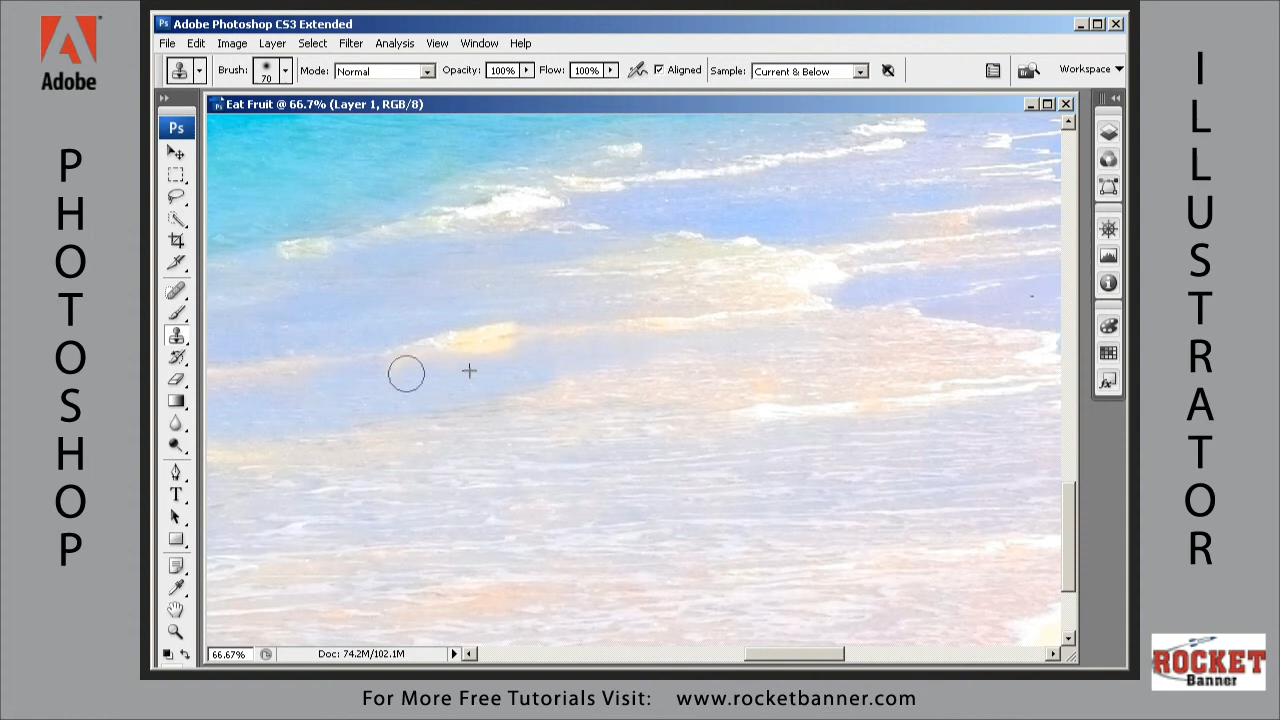 Adobe
PHOTOSHOP
Ps Adobe Photoshop CS3 Extended
File Edit Image Layer Select Filter Analysis View Window Help
Brush: 70 Mode: Normal Opacity: 100% Flow: 100% Aligned Sample: Current & Below Workspace
Eat Fruit @ 66.7% (Layer 1, RGB/8)
Ps
T
fx
66.67% Doc: 74.2M/102.1M
ILLUSTRATOR
ROCKET
Banner
For More Free Tutorials Visit: www.rocketbanner.com